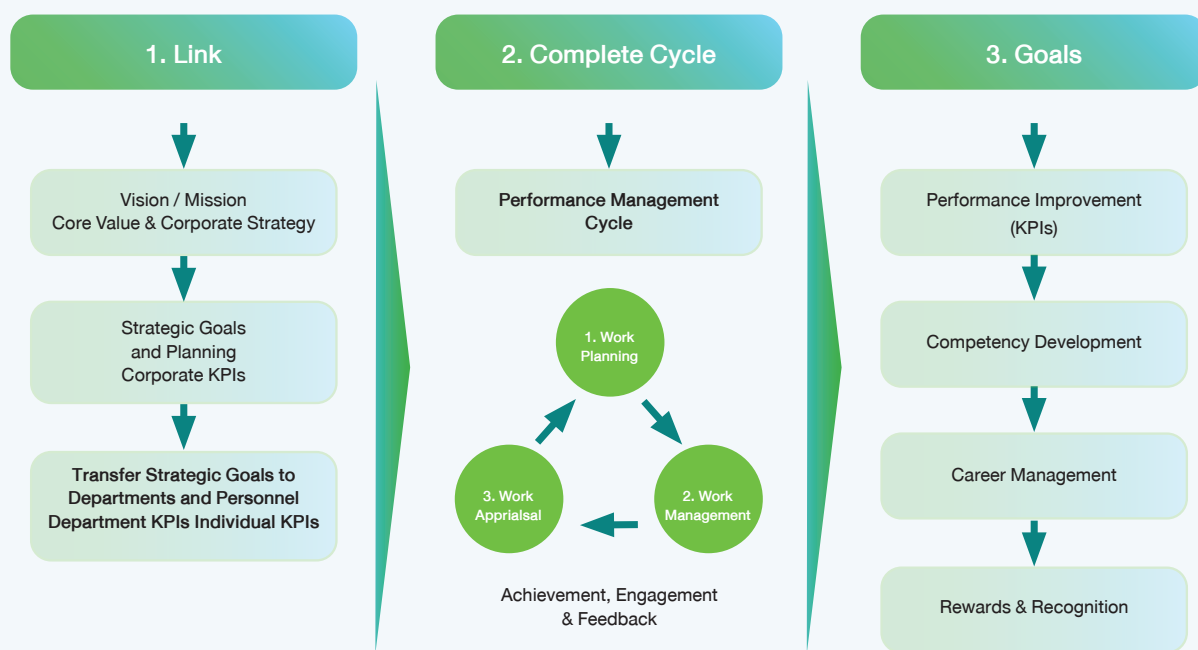 1. Link
Vision / Mission
Core Value & Corporate Strategy
Strategic Goals
and Planning
Corporate KPIs
Transfer Strategic Goals to
Departments and Personnel
Department KPIs Individual KPIs
2. Complete Cycle
Performance Management
Cycle
1. Work
Planning
2. Work
Management
3. Work
Apprialsal
Achievement, Engagement
& Feedback
3. Goals
Performance Improvement
(KPIs)
Competency Development
Career Management
Rewards & Recognition